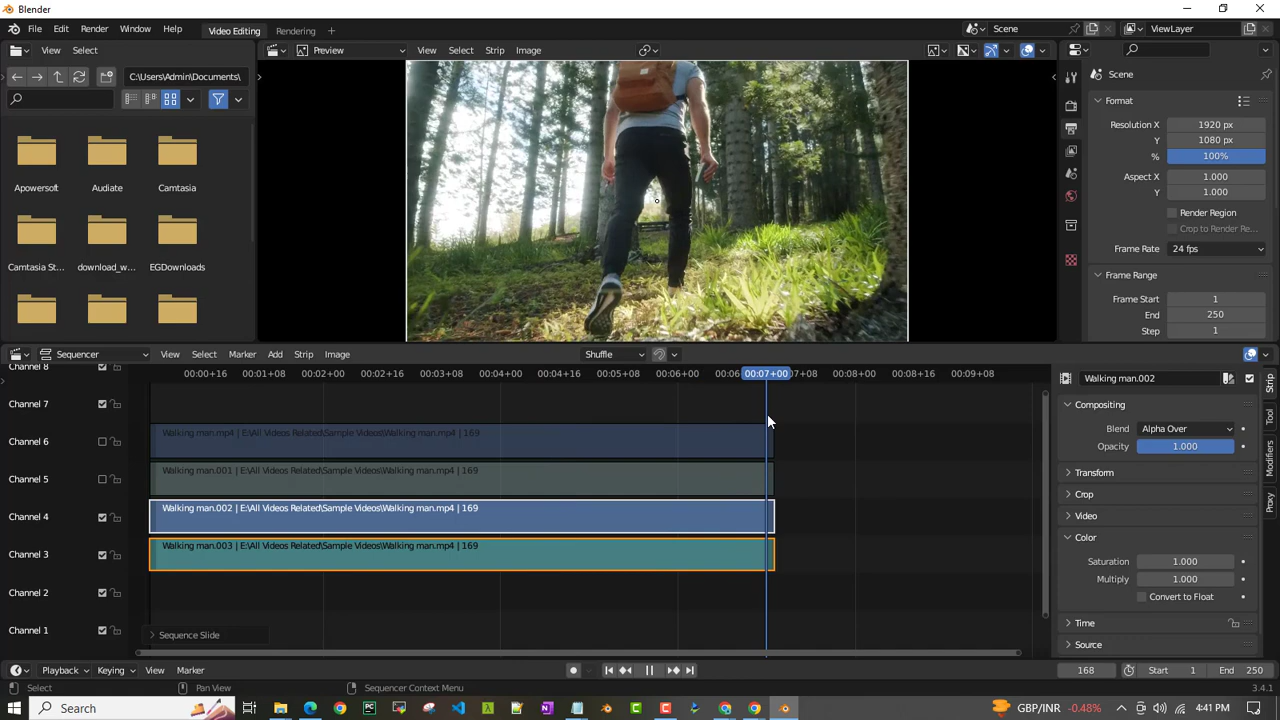 Blender
File Edit Render Window Help Video Editing Rendering + Scene ViewLayer
View Select Preview View Select Strip Image
C:\Users\Admin\Documents\
Scene
Format
Resolution X 1920 px
Y 1080 px
% 100%
Aspect X 1.000
Y 1.000
Render Region
Crop to Render Re...
Frame Rate 24 fps
Frame Range
Frame Start 1
End 250
Step 1
Apowersoft Audiate Camtasia
Camtasia St... download_w... EGDownloads
Sequencer View Select Marker Add Strip Image Shuffle
00:00+16 00:01+08 00:02+00 00:02+16 00:03+08 00:04+00 00:04+16 00:05+08 00:06+00 00:06 00:07+00 07+08 00:08+00 00:08+16 00:09+08
Channel 8
Channel 7
Channel 6
Channel 5
Channel 4
Channel 3
Channel 2
Channel 1
Walking man.mp4 | E:\All Videos Related\Sample Videos\Walking man.mp4 | 169
Walking man.001 | E:\All Videos Related\Sample Videos\Walking man.mp4 | 169
Walking man.002 | E:\All Videos Related\Sample Videos\Walking man.mp4 | 169
Walking man.003 | E:\All Videos Related\Sample Videos\Walking man.mp4 | 169
Sequence Slide
Walking man.002
Compositing
Blend Alpha Over
Opacity 1.000
Transform
Crop
Video
Color
Saturation 1.000
Multiply 1.000
Convert to Float
Time
Source
Strip
Tool
Modifiers
Proxy
Playback Keying View Marker 168 Start 1 End 250
Select Pan View Sequencer Context Menu 3.4.1
Search GBP/INR -0.48% 4:41 PM